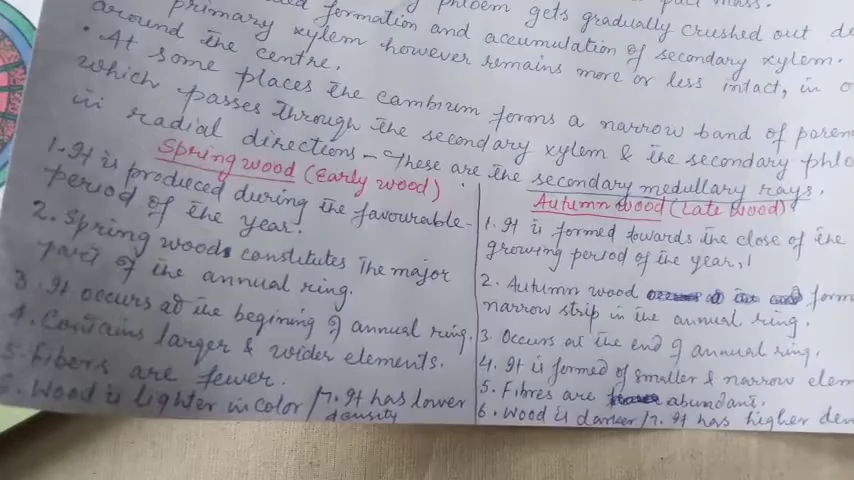 phloem gets gradually crushed out
formation and accumulation of secondary xylem.
around primary xylem however remains more or less intact, in
the centre.
• At some places the cambium forms a narrow band of
which passes through the secondary xylem & the secondary
in radial directions - These are the secondary medullary rays.
Spring wood (Early wood)
1. It is produced during the favourable-
period of the year.
2. Spring woods constitutes the major
part of the annual ring.
3. It occurs at the begining of annual ring.
4. Contains larger & wider elements.
5. Fibers are fewer.
6. Wood is lighter in color / 7. It has lower
density
Autumn wood (Late wood)
1. It is formed towards the close of the
growing period of the year,
2. Autumn wood
narrow strip in the annual ring.
3. Occurs at the end of annual ring.
4. It is formed of smaller & narrow
5. Fibres are abundant.
6. Wood is darker / 7. It has higher